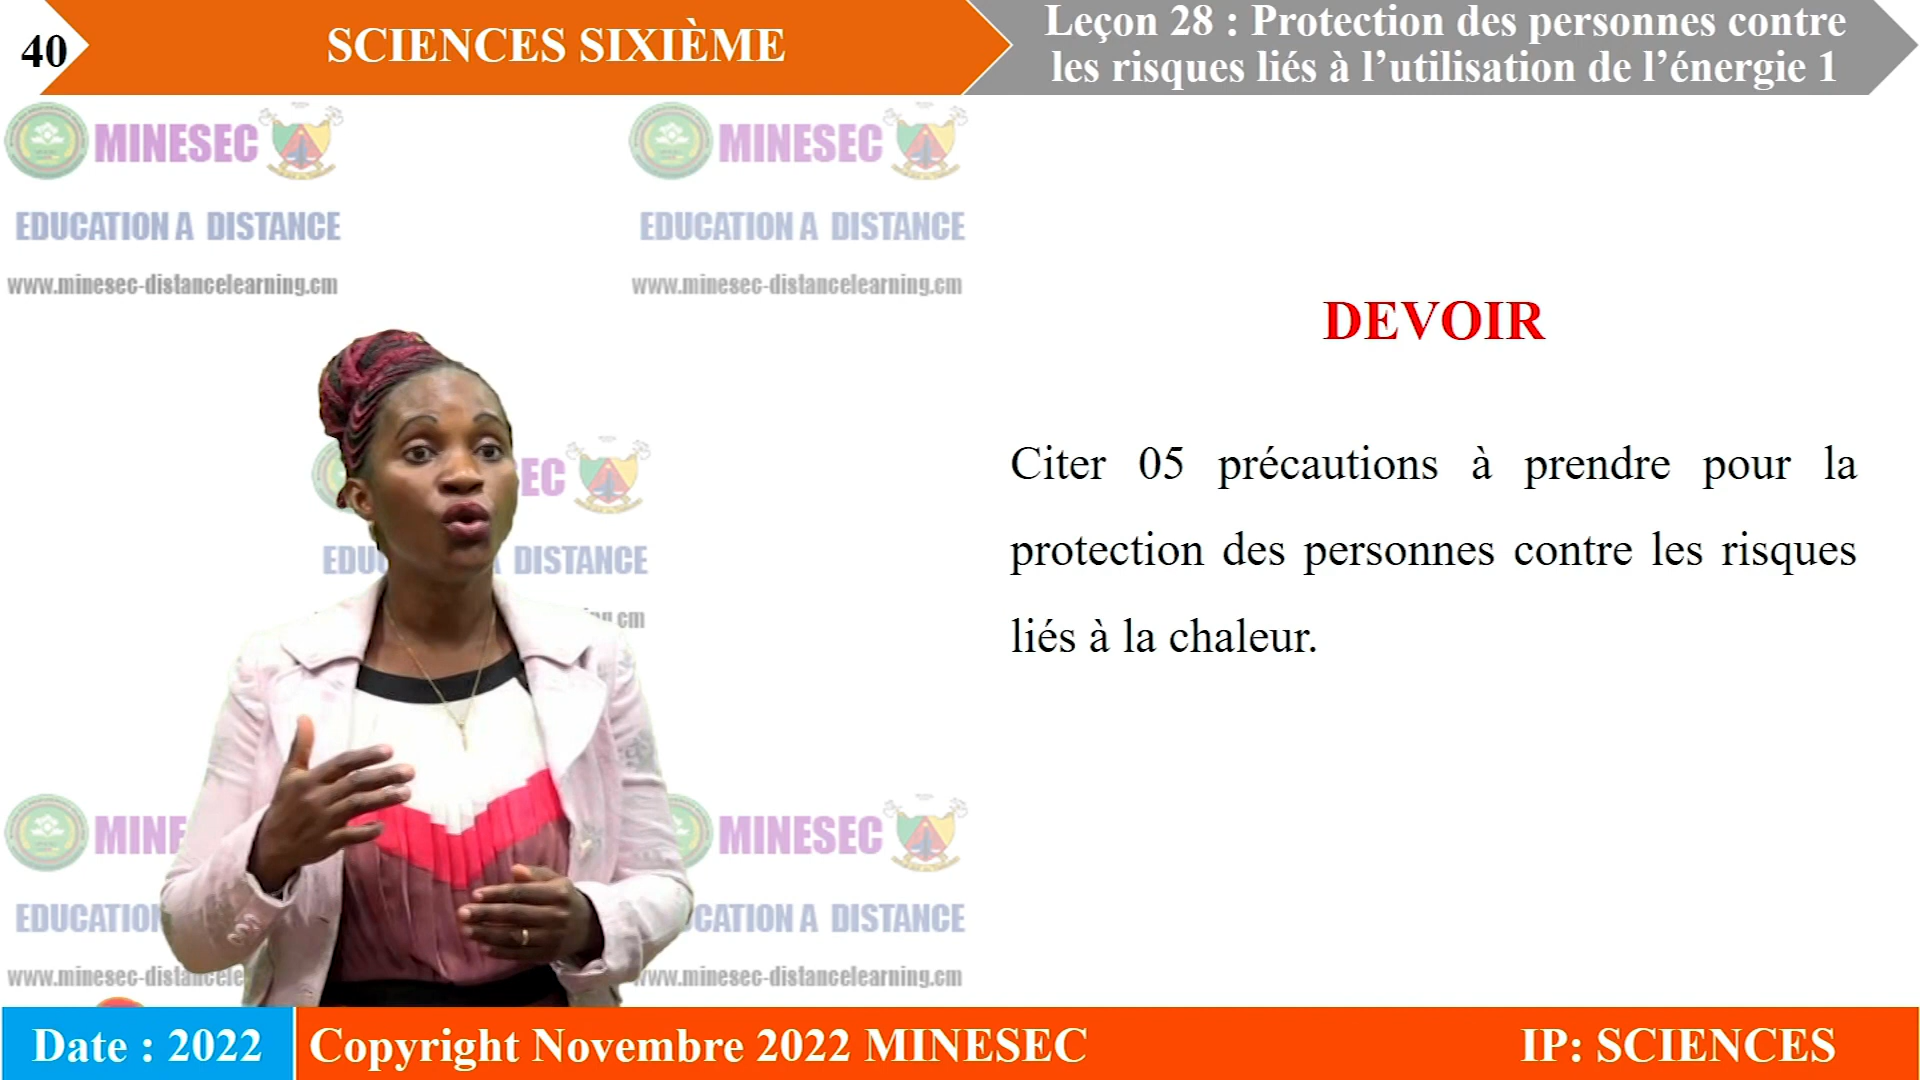 40
SCIENCES SIXIÈME
Leçon 28 : Protection des personnes contre
les risques liés à l’utilisation de l’énergie 1
MINESEC
MINESEC
EDUCATION A DISTANCE
EDUCATION A DISTANCE
www.minesec-distancelearning.cm
www.minesec-distancelearning.cm
DEVOIR
Citer 05 précautions à prendre pour la
protection des personnes contre les risques
liés à la chaleur.
EC
EDU
DISTANCE
cm
MINE
MINESEC
EDUCATION
CATION A DISTANCE
www.minesec-distancele
www.minesec-distancelearning.cm
Date : 2022
Copyright Novembre 2022 MINESEC
IP: SCIENCES